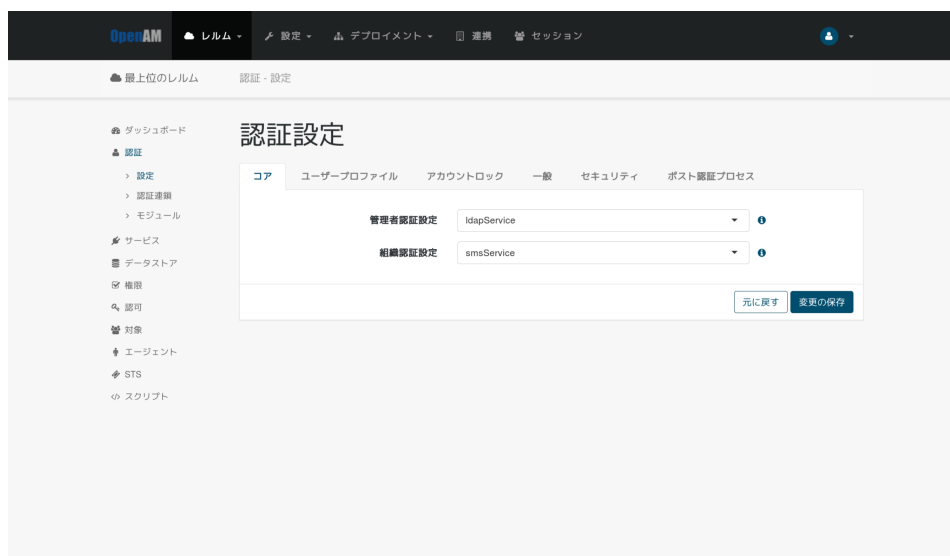 OpenAM レルム 設定 デプロイメント 連携 セッション
最上位のレルム 認証 - 設定
ダッシュボード
認証
設定
認証連鎖
モジュール
サービス
データストア
権限
認可
対象
エージェント
STS
スクリプト
認証設定
コア ユーザープロファイル アカウントロック 一般 セキュリティ ポスト認証プロセス
管理者認証設定 ldapService
組織認証設定 smsService
元に戻す 変更の保存